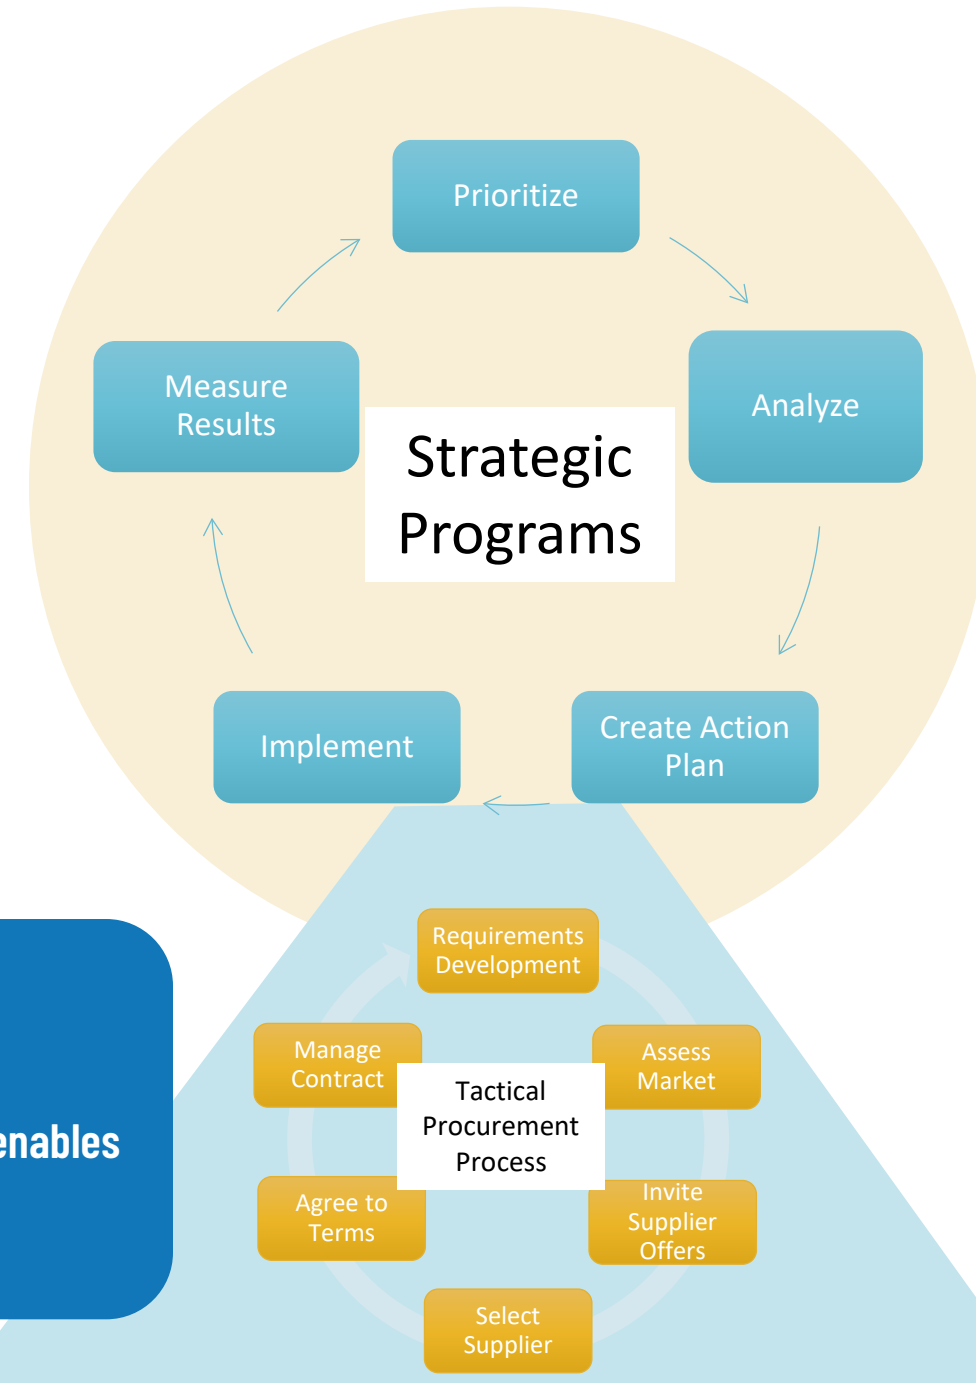 Prioritize
Analyze
Measure
Results
Strategic
Programs
Create Action
Plan
Implement
Requirements
Development
Assess
Market
Manage
Contract
Tactical
Procurement
Process
Invite
Supplier
Offers
Agree to
Terms
Select
Supplier
enables